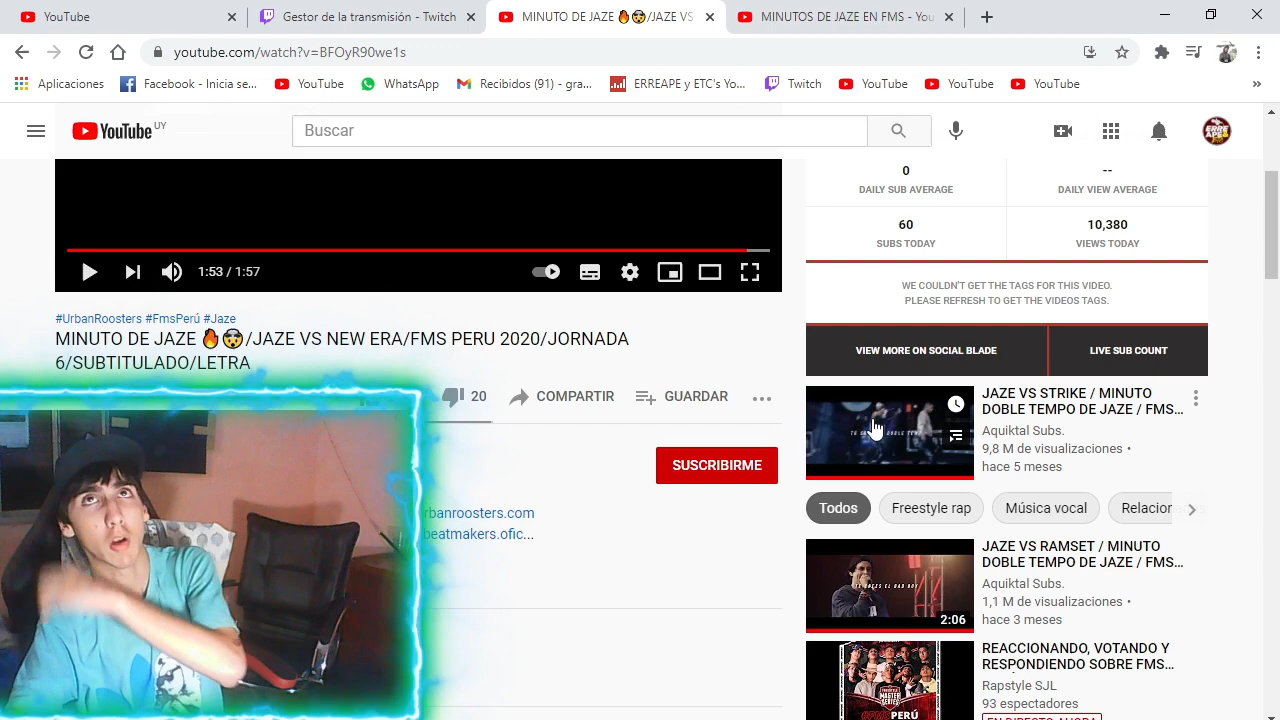 YouTube
Gestor de la transmisión - Twitch
MINUTO DE JAZE 🔥😲/JAZE VS
MINUTOS DE JAZE EN FMS - You
youtube.com/watch?v=BFOyR90we1s
Aplicaciones
Facebook - Inicia se...
YouTube
WhatsApp
Recibidos (91) - gra...
ERREAPE y ETC's Yo...
Twitch
YouTube
YouTube
YouTube
YouTube UY
Buscar
1:53 / 1:57
#UrbanRoosters #FmsPerú #Jaze
MINUTO DE JAZE 🔥😲/JAZE VS NEW ERA/FMS PERU 2020/JORNADA
6/SUBTITULADO/LETRA
20
COMPARTIR
GUARDAR
SUSCRIBIRME
rbanroosters.com
beatmakers.ofic...
0
DAILY SUB AVERAGE
--
DAILY VIEW AVERAGE
60
SUBS TODAY
10,380
VIEWS TODAY
WE COULDN'T GET THE TAGS FOR THIS VIDEO.
PLEASE REFRESH TO GET THE VIDEOS TAGS.
VIEW MORE ON SOCIAL BLADE
LIVE SUB COUNT
JAZE VS STRIKE / MINUTO
DOBLE TEMPO DE JAZE / FMS...
Aquiktal Subs.
9,8 M de visualizaciones •
hace 5 meses
Todos
Freestyle rap
Música vocal
Relacion
JAZE VS RAMSET / MINUTO
DOBLE TEMPO DE JAZE / FMS...
Aquiktal Subs.
1,1 M de visualizaciones •
hace 3 meses
2:06
REACCIONANDO, VOTANDO Y
RESPONDIENDO SOBRE FMS...
Rapstyle SJL
93 espectadores
EN DIRECTO AHORA
PERÚ